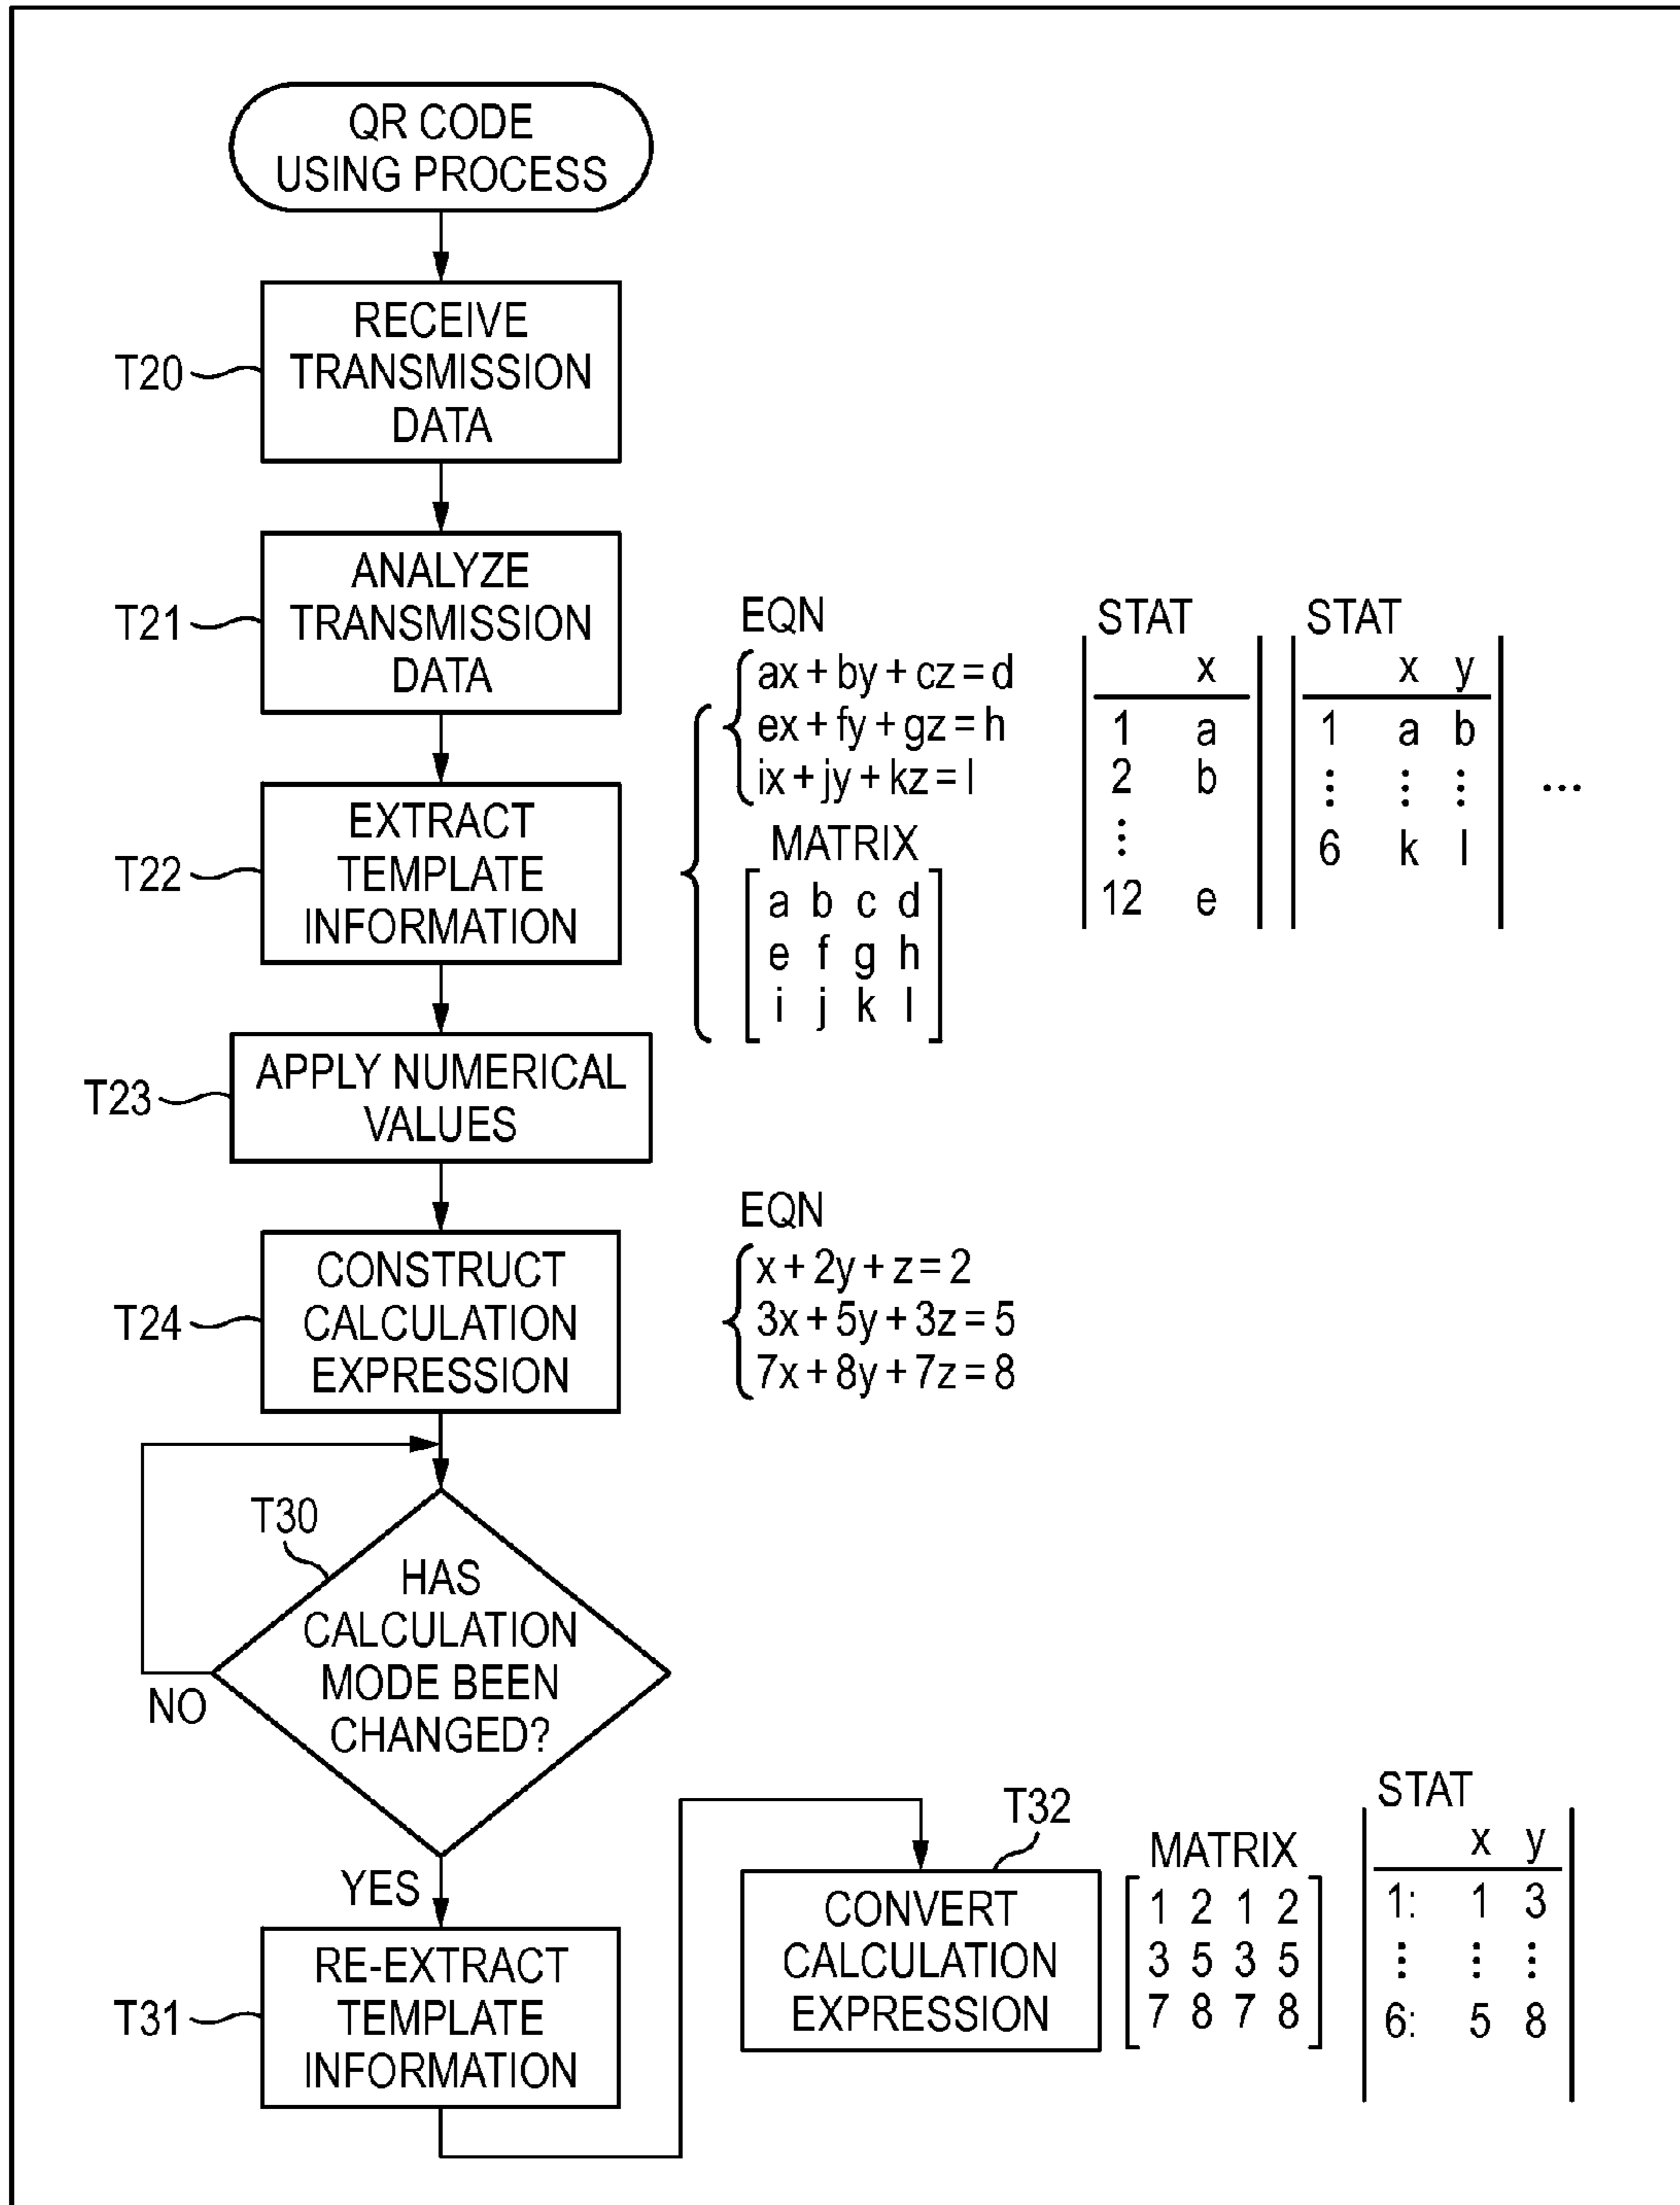 QR CODE
USING PROCESS
T20
RECEIVE
TRANSMISSION
DATA
T21
ANALYZE
TRANSMISSION
DATA
T22
EXTRACT
TEMPLATE
INFORMATION
EQN
ax + by + cz = d
ex + fy + gz = h
ix + jy + kz = l
MATRIX
a b c d
e f g h
i j k l
STAT
x
1 a
2 b
⋮
12 e
STAT
x y
1 a b
⋮ ⋮ ⋮
6 k l
...
T23
APPLY NUMERICAL
VALUES
T24
CONSTRUCT
CALCULATION
EXPRESSION
EQN
x + 2y + z = 2
3x + 5y + 3z = 5
7x + 8y + 7z = 8
T30
HAS
CALCULATION
MODE BEEN
CHANGED?
NO
YES
T31
RE-EXTRACT
TEMPLATE
INFORMATION
T32
CONVERT
CALCULATION
EXPRESSION
MATRIX
1 2 1 2
3 5 3 5
7 8 7 8
STAT
x y
1: 1 3
⋮ ⋮ ⋮
6: 5 8